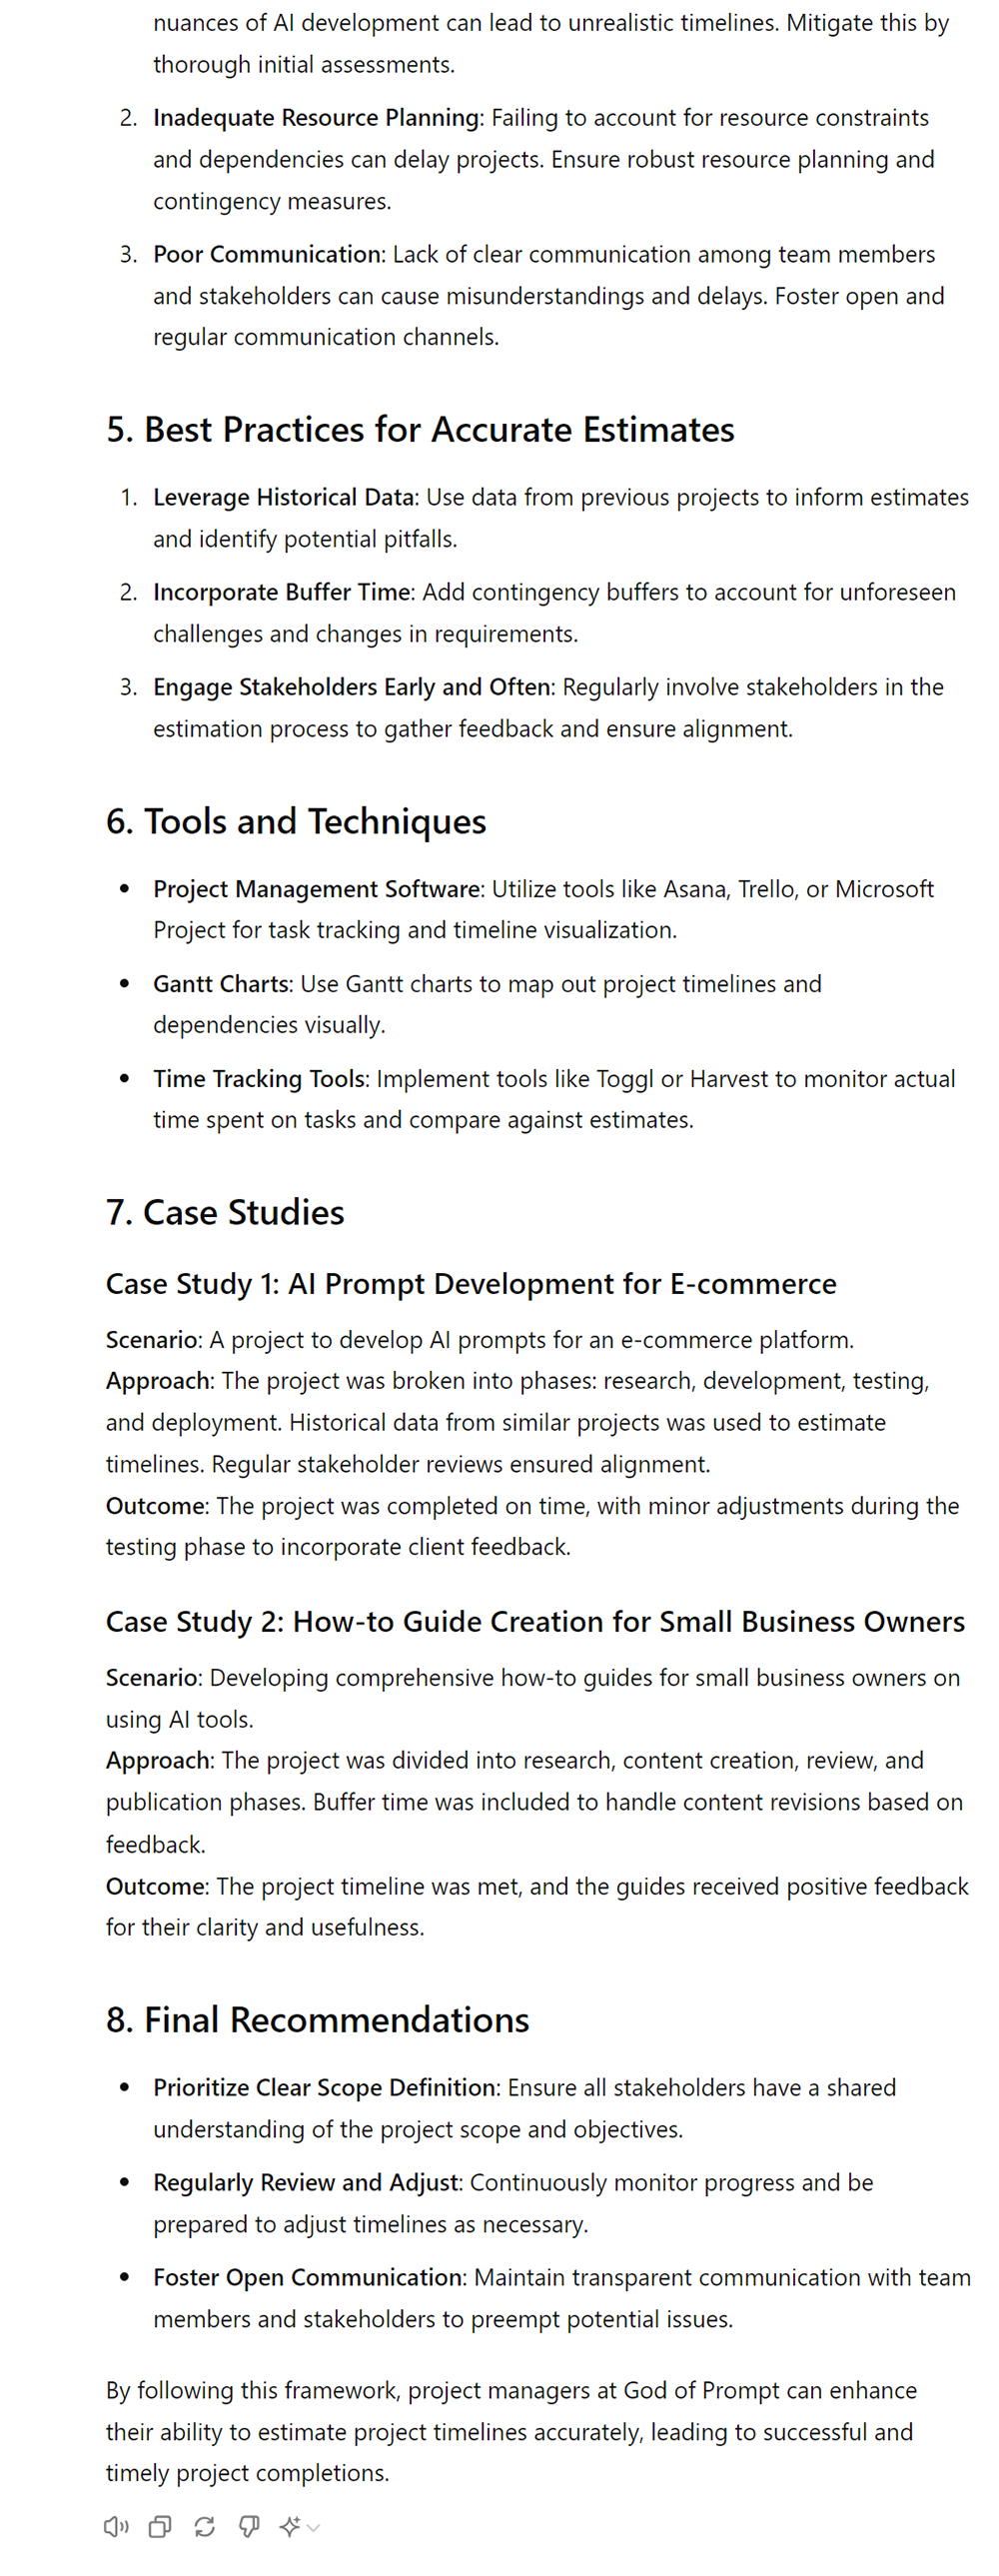 nuances of AI development can lead to unrealistic timelines. Mitigate this by
thorough initial assessments.
2. Inadequate Resource Planning: Failing to account for resource constraints
and dependencies can delay projects. Ensure robust resource planning and
contingency measures.
3. Poor Communication: Lack of clear communication among team members
and stakeholders can cause misunderstandings and delays. Foster open and
regular communication channels.
5. Best Practices for Accurate Estimates
1. Leverage Historical Data: Use data from previous projects to inform estimates
and identify potential pitfalls.
2. Incorporate Buffer Time: Add contingency buffers to account for unforeseen
challenges and changes in requirements.
3. Engage Stakeholders Early and Often: Regularly involve stakeholders in the
estimation process to gather feedback and ensure alignment.
6. Tools and Techniques
• Project Management Software: Utilize tools like Asana, Trello, or Microsoft
Project for task tracking and timeline visualization.
• Gantt Charts: Use Gantt charts to map out project timelines and
dependencies visually.
• Time Tracking Tools: Implement tools like Toggl or Harvest to monitor actual
time spent on tasks and compare against estimates.
7. Case Studies
Case Study 1: AI Prompt Development for E-commerce
Scenario: A project to develop AI prompts for an e-commerce platform.
Approach: The project was broken into phases: research, development, testing,
and deployment. Historical data from similar projects was used to estimate
timelines. Regular stakeholder reviews ensured alignment.
Outcome: The project was completed on time, with minor adjustments during the
testing phase to incorporate client feedback.
Case Study 2: How-to Guide Creation for Small Business Owners
Scenario: Developing comprehensive how-to guides for small business owners on
using AI tools.
Approach: The project was divided into research, content creation, review, and
publication phases. Buffer time was included to handle content revisions based on
feedback.
Outcome: The project timeline was met, and the guides received positive feedback
for their clarity and usefulness.
8. Final Recommendations
• Prioritize Clear Scope Definition: Ensure all stakeholders have a shared
understanding of the project scope and objectives.
• Regularly Review and Adjust: Continuously monitor progress and be
prepared to adjust timelines as necessary.
• Foster Open Communication: Maintain transparent communication with team
members and stakeholders to preempt potential issues.
By following this framework, project managers at God of Prompt can enhance
their ability to estimate project timelines accurately, leading to successful and
timely project completions.